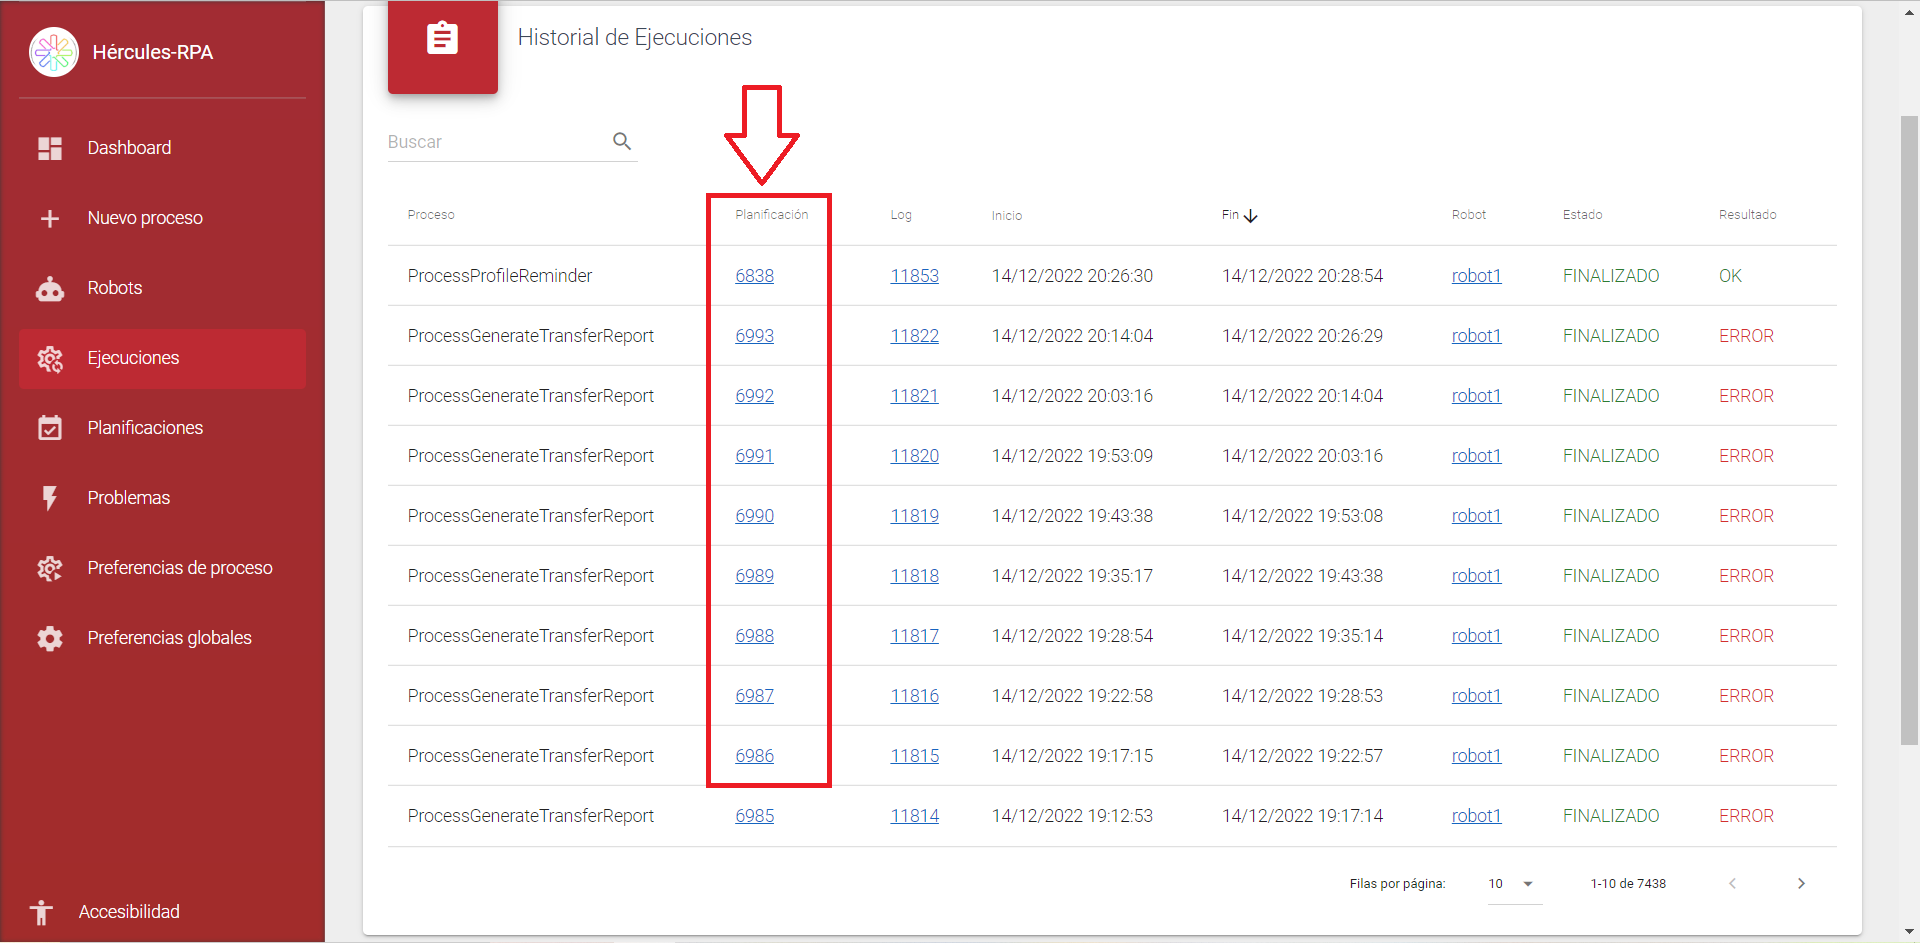 Hércules-RPA
Dashboard
Nuevo proceso
Robots
Ejecuciones
Planificaciones
Problemas
Preferencias de proceso
Preferencias globales
Accesibilidad
Historial de Ejecuciones
Buscar
Proceso Planificación Log Inicio Fin Robot Estado Resultado
ProcessProfileReminder 6838 11853 14/12/2022 20:26:30 14/12/2022 20:28:54 robot1 FINALIZADO OK
ProcessGenerateTransferReport 6993 11822 14/12/2022 20:14:04 14/12/2022 20:26:29 robot1 FINALIZADO ERROR
ProcessGenerateTransferReport 6992 11821 14/12/2022 20:03:16 14/12/2022 20:14:04 robot1 FINALIZADO ERROR
ProcessGenerateTransferReport 6991 11820 14/12/2022 19:53:09 14/12/2022 20:03:16 robot1 FINALIZADO ERROR
ProcessGenerateTransferReport 6990 11819 14/12/2022 19:43:38 14/12/2022 19:53:08 robot1 FINALIZADO ERROR
ProcessGenerateTransferReport 6989 11818 14/12/2022 19:35:17 14/12/2022 19:43:38 robot1 FINALIZADO ERROR
ProcessGenerateTransferReport 6988 11817 14/12/2022 19:28:54 14/12/2022 19:35:14 robot1 FINALIZADO ERROR
ProcessGenerateTransferReport 6987 11816 14/12/2022 19:22:58 14/12/2022 19:28:53 robot1 FINALIZADO ERROR
ProcessGenerateTransferReport 6986 11815 14/12/2022 19:17:15 14/12/2022 19:22:57 robot1 FINALIZADO ERROR
ProcessGenerateTransferReport 6985 11814 14/12/2022 19:12:53 14/12/2022 19:17:14 robot1 FINALIZADO ERROR
Filas por página: 10 1-10 de 7438